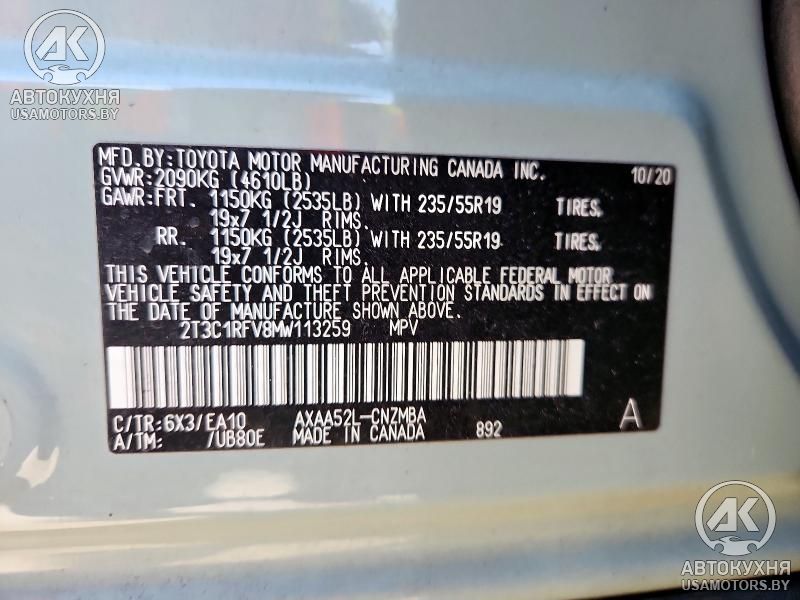 АК
АВТОКУХНЯ
USAMOTORS.BY
MFD. BY: TOYOTA MOTOR MANUFACTURING CANADA INC. 10/20
GVWR: 2090KG (4610LB)
GAWR: FRT. 1150KG (2535LB) WITH 235/55R19 TIRES,
19x7 1/2J RIMS.
RR. 1150KG (2535LB) WITH 235/55R19 TIRES,
19x7 1/2J RIMS.
THIS VEHICLE CONFORMS TO ALL APPLICABLE FEDERAL MOTOR
VEHICLE SAFETY AND THEFT PREVENTION STANDARDS IN EFFECT ON
THE DATE OF MANUFACTURE SHOWN ABOVE.
2T3C1RFV8MW113259 MPV
C/TR: 6X3/EA10 AXAA52L-CNZMBA A
A/TM: /UB80E MADE IN CANADA 892
АК
АВТОКУХНЯ
USAMOTORS.BY